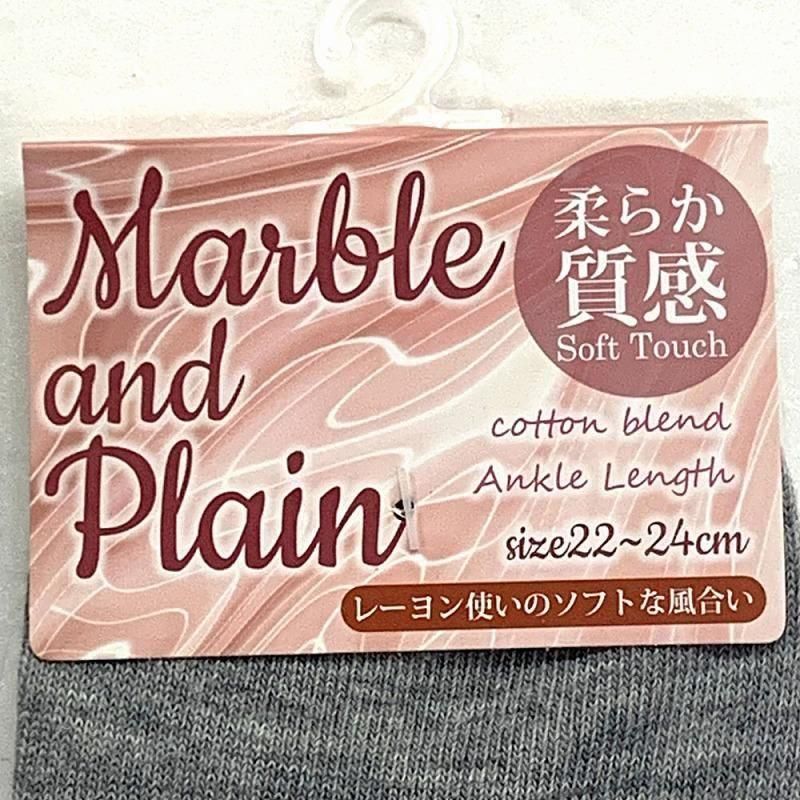 Marble
and
Plain
柔らか
質感
Soft Touch
cotton blend
Ankle Length
size22~24cm
レーヨン使いのソフトな風合い